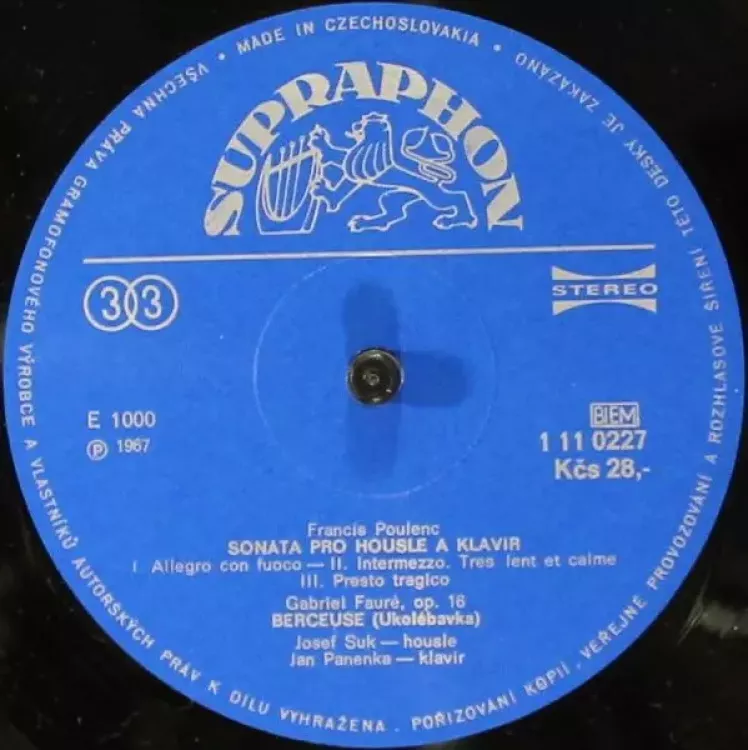 MADE IN CZECHOSLOVAKIA • VŠECHNA PRÁVA GRAMOFONOVÉHO VÝROBCE A VLASTNÍKŮ AUTORSKÝCH PRÁV K DÍLU VYHRAŽENA. POŘIZOVÁNÍ KOPIÍ, VEŘEJNÉ PROVOZOVÁNÍ A ROZHLASOVÉ ŠÍŘENÍ TÉTO DESKY JE ZAKÁZÁNO •
SUPRAPHON
33
STEREO
E 1000
Ⓟ 1967
BIEM
1 11 0227
Kčs 28,-
Francis Poulenc
SONATA PRO HOUSLE A KLAVIR
I. Allegro con fuoco — II. Intermezzo. Tres lent et calme
III. Presto tragico
Gabriel Fauré, op. 16
BERCEUSE (Ukolébavka)
Josef Suk — housle
Jan Panenka — klavir